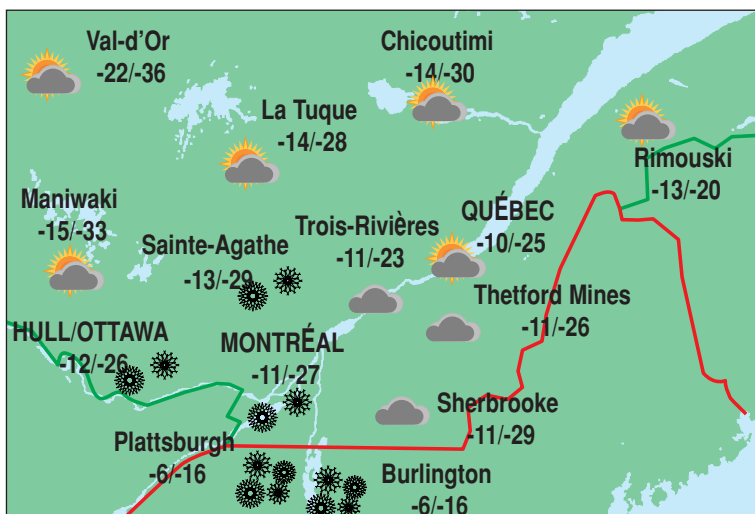 Val-d'Or
-22/-36
Chicoutimi
-14/-30
La Tuque
-14/-28
Rimouski
-13/-20
Maniwaki
-15/-33
Sainte-Agathe
-13/-29
Trois-Rivières
-11/-23
QUÉBEC
-10/-25
Thetford Mines
-11/-26
HULL/OTTAWA
-12/-26
MONTRÉAL
-11/-27
Sherbrooke
-11/-29
Plattsburgh
-6/-16
Burlington
-6/-16